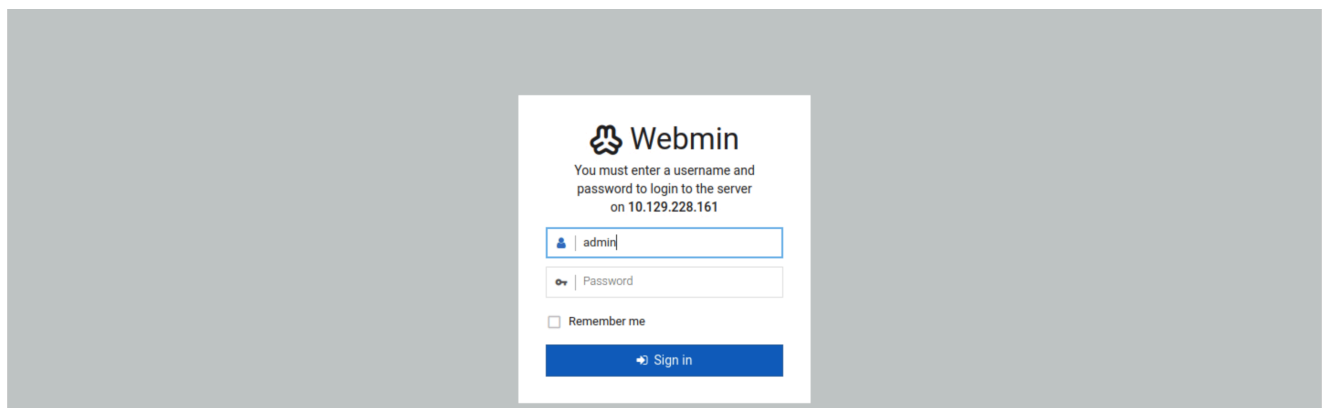 Webmin
You must enter a username and
password to login to the server
on 10.129.228.161
admin
Password
Remember me
Sign in